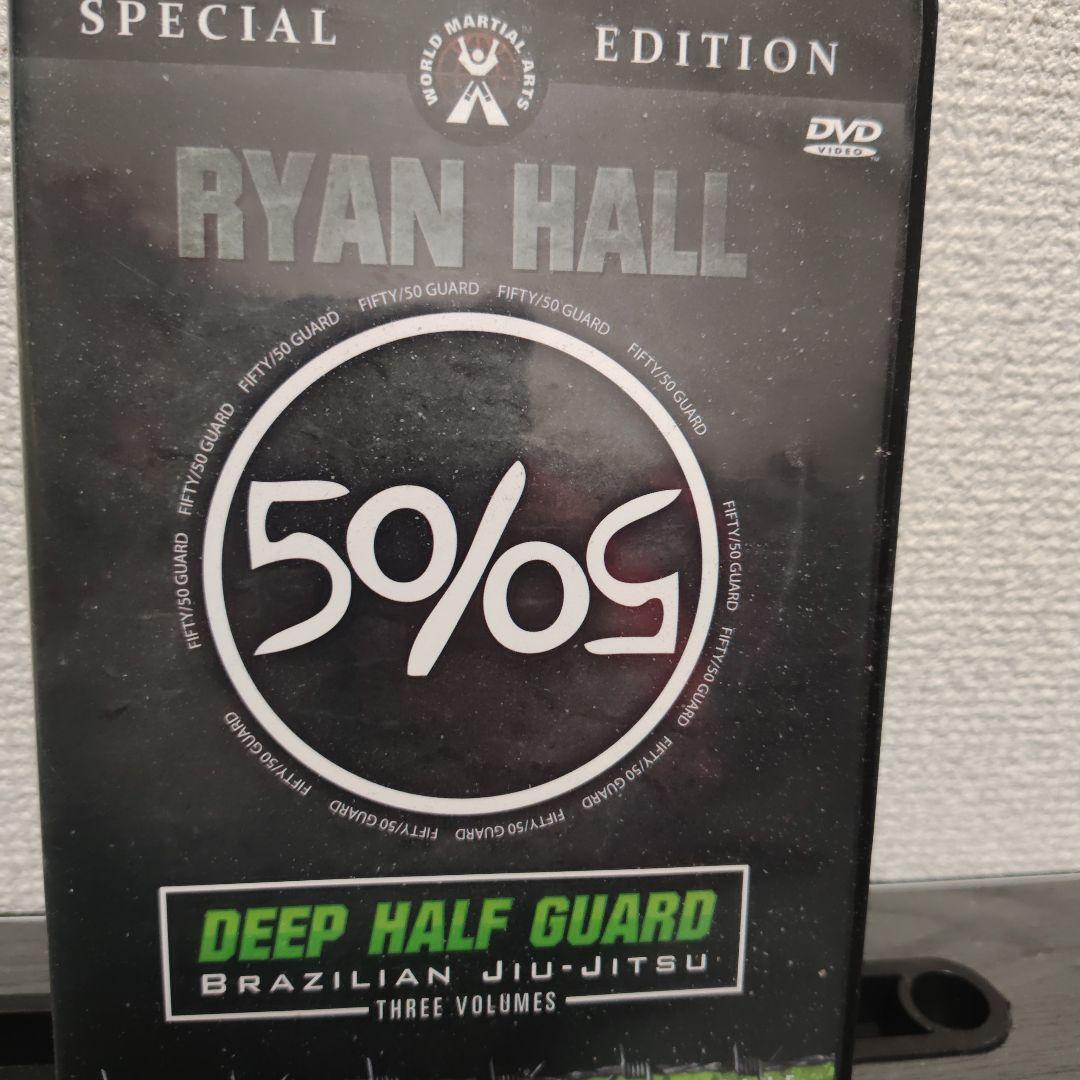 SPECIAL EDITION
WORLD MARTIAL ARTS
DVD
VIDEO
TM
RYAN HALL
FIFTY/50 GUARD FIFTY/50 GUARD FIFTY/50 GUARD FIFTY/50 GUARD FIFTY/50 GUARD FIFTY/50 GUARD FIFTY/50 GUARD FIFTY/50 GUARD FIFTY/50 GUARD FIFTY/50 GUARD FIFTY/50 GUARD FIFTY/50 GUARD
50/50
DEEP HALF GUARD
BRAZILIAN JIU-JITSU
THREE VOLUMES